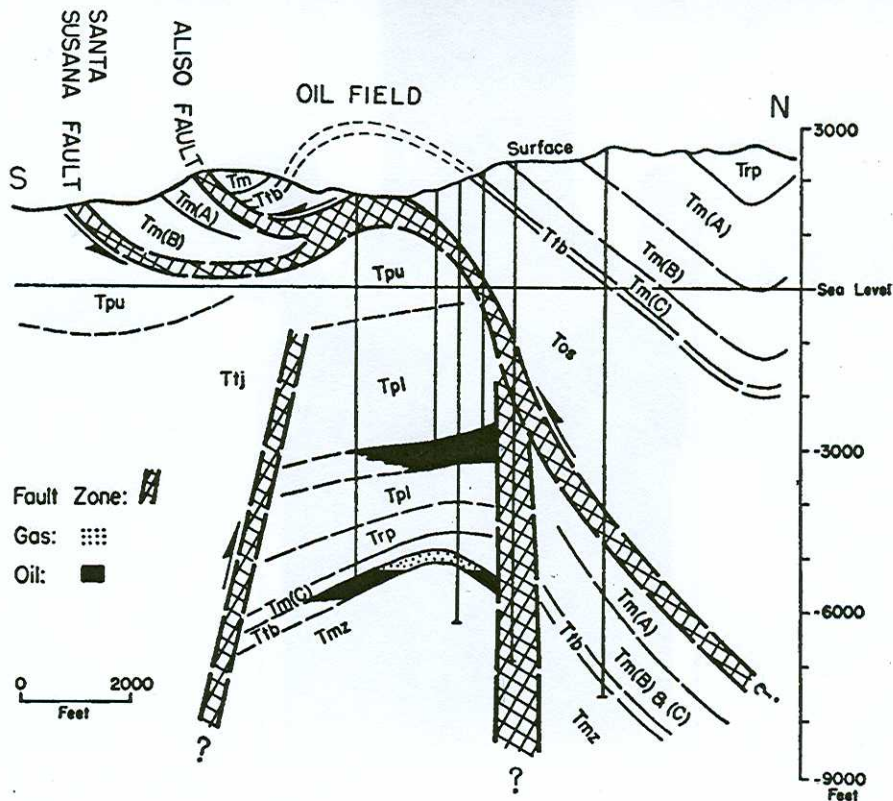 SANTA
SUSANA FAULT
ALISO FAULT
OIL FIELD
N
S
3000
Surface
Tm
Ttb
Trp
Tm(A)
Tm(A)
Tm(B)
Tm(B)
Ttb
Tm(C)
Tpu
Sea Level
Tpu
Tos
Ttj
Tpl
-3000
Fault Zone:
Tpl
Gas:
Trp
Oil:
Tm(C)
Ttb
Tmz
Tm(A)
-6000
Ttb
Tm(B)&(C)
0 2000
Feet
Tmz
?
?
?
-9000
Feet